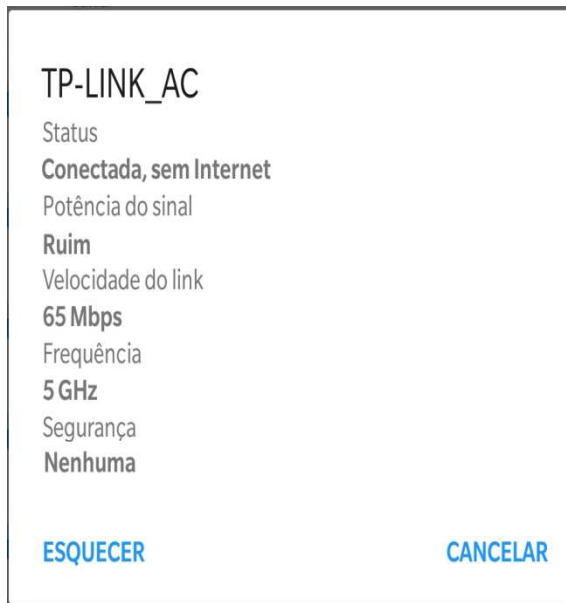 TP-LINK_AC
Status
Conectada, sem Internet
Potência do sinal
Ruim
Velocidade do link
65 Mbps
Frequência
5 GHz
Segurança
Nenhuma
ESQUECER CANCELAR